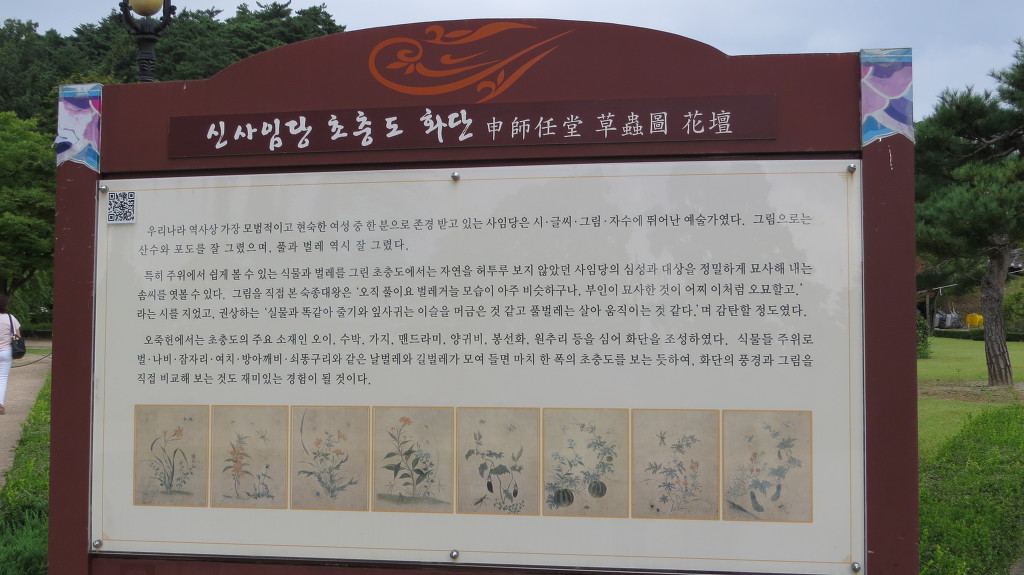 신사임당 초충도 화단 申師任堂 草蟲圖 花壇
우리나라 역사상 가장 모범적이고 현숙한 여성 중 한 분으로 존경 받고 있는 사임당은 시·글씨·그림·자수에 뛰어난 예술가였다. 그림으로는
산수와 포도를 잘 그렸으며, 풀과 벌레 역시 잘 그렸다.
특히 주위에서 쉽게 볼 수 있는 식물과 벌레를 그린 초충도에서는 자연을 허투루 보지 않았던 사임당의 심성과 대상을 정밀하게 묘사해 내는
솜씨를 엿볼 수 있다. 그림을 직접 본 숙종대왕은 ‘오직 풀이요 벌레거늘 모습이 아주 비슷하구나, 부인이 묘사한 것이 어찌 이처럼 오묘할고.’
라는 시를 지었고, 권상하는 ‘실물과 똑같아 줄기와 잎사귀는 이슬을 머금은 것 같고 풀벌레는 살아 움직이는 것 같다.’며 감탄할 정도였다.
오죽헌에서는 초충도의 주요 소재인 오이, 수박, 가지, 맨드라미, 양귀비, 봉선화, 원추리 등을 심어 화단을 조성하였다. 식물들 주위로
벌·나비·잠자리·여치·방아깨비·쇠똥구리와 같은 날벌레와 길벌레가 모여 들면 마치 한 폭의 초충도를 보는 듯하여, 화단의 풍경과 그림을
직접 비교해 보는 것도 재미있는 경험이 될 것이다.